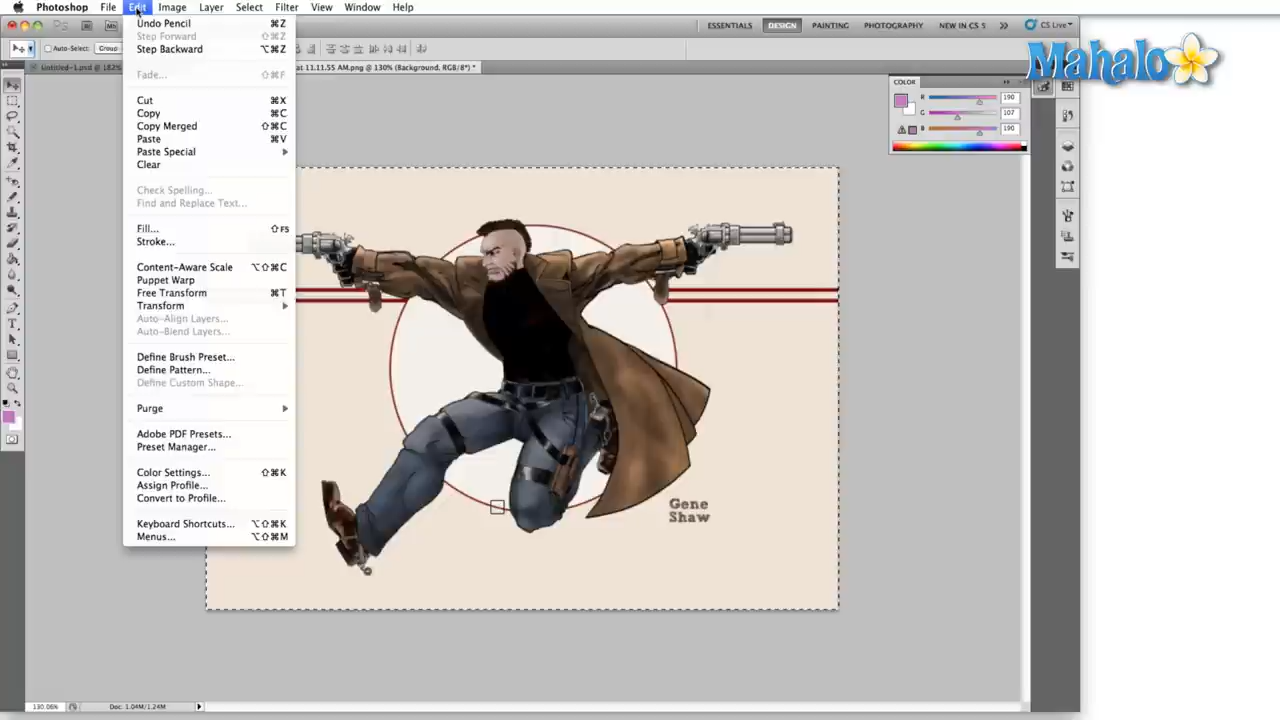 Photoshop File Edit Image Layer Select Filter View Window Help
ESSENTIALS DESIGN PAINTING PHOTOGRAPHY NEW IN CS 5 >> CS Live
Auto-Select: Group
Untitled-1.psd @ 182% at 11.11.55 AM.png @ 130% (Background, RGB/8*) *
Mahalo
Undo Pencil ⌘Z
Step Forward ⇧⌘Z
Step Backward ⌥⌘Z
Fade... ⇧⌘F
Cut ⌘X
Copy ⌘C
Copy Merged ⇧⌘C
Paste ⌘V
Paste Special
Clear
Check Spelling...
Find and Replace Text...
Fill... ⇧F5
Stroke...
Content-Aware Scale ⌥⇧⌘C
Puppet Warp
Free Transform ⌘T
Transform
Auto-Align Layers...
Auto-Blend Layers...
Define Brush Preset...
Define Pattern...
Define Custom Shape...
Purge
Adobe PDF Presets...
Preset Manager...
Color Settings... ⇧⌘K
Assign Profile...
Convert to Profile...
Keyboard Shortcuts... ⌥⇧⌘K
Menus... ⌥⇧⌘M
COLOR
R 190
G 107
B 190
Gene
Shaw
130.06% Doc: 1.04M/1.24M